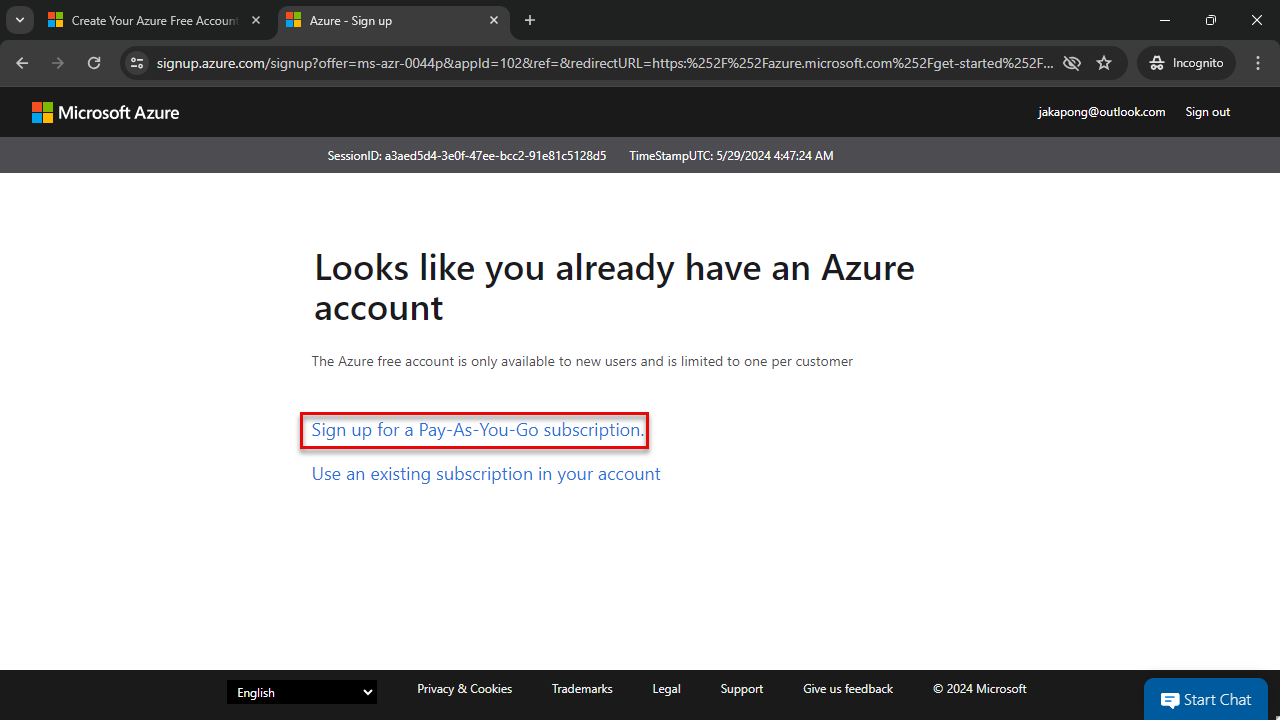 Create Your Azure Free Account
Azure - Sign up
signup.azure.com/signup?offer=ms-azr-0044p&appId=102&ref=&redirectURL=https:%252F%252Fazure.microsoft.com%252Fget-started%252F...
Incognito
Microsoft Azure
jakapong@outlook.com
Sign out
SessionID: a3aed5d4-3e0f-47ee-bcc2-91e81c5128d5
TimeStampUTC: 5/29/2024 4:47:24 AM
Looks like you already have an Azure
account
The Azure free account is only available to new users and is limited to one per customer
Sign up for a Pay-As-You-Go subscription.
Use an existing subscription in your account
English
Privacy & Cookies
Trademarks
Legal
Support
Give us feedback
© 2024 Microsoft
Start Chat